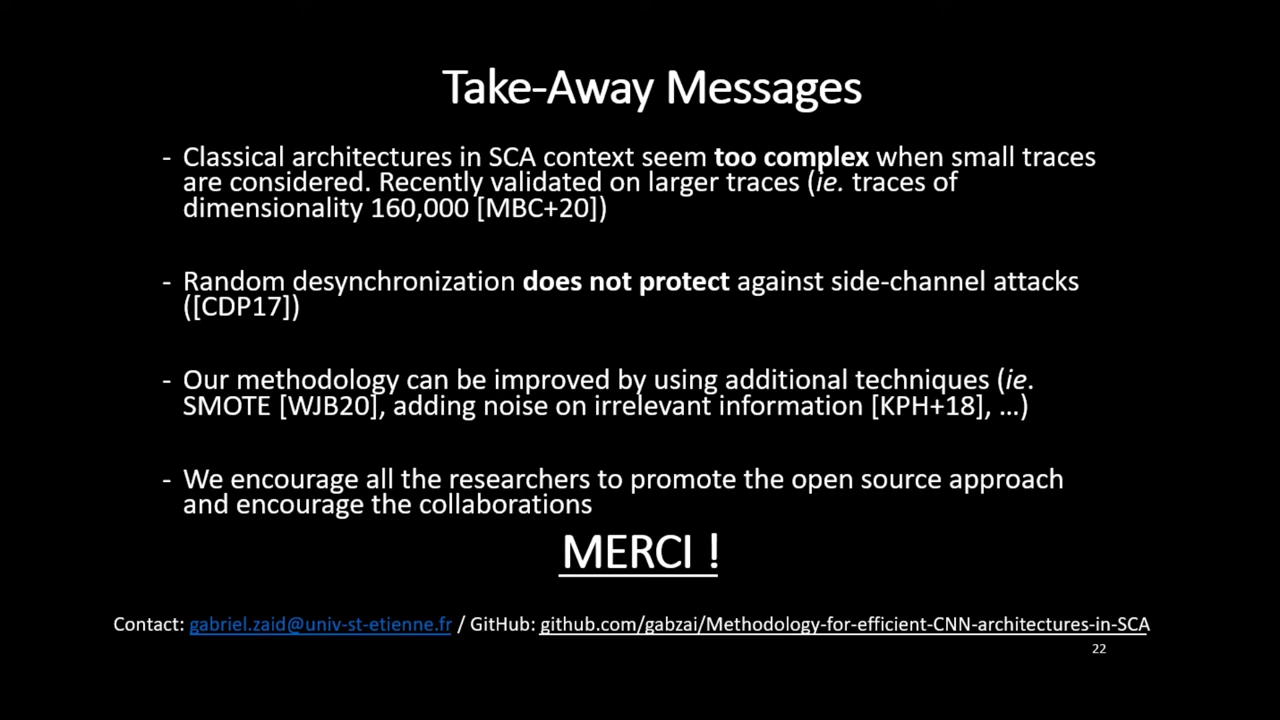 Take-Away Messages
- Classical architectures in SCA context seem too complex when small traces
are considered. Recently validated on larger traces (ie. traces of
dimensionality 160,000 [MBC+20])
- Random desynchronization does not protect against side-channel attacks
([CDP17])
- Our methodology can be improved by using additional techniques (ie.
SMOTE [WJB20], adding noise on irrelevant information [KPH+18], …)
- We encourage all the researchers to promote the open source approach
and encourage the collaborations
MERCI !
Contact: gabriel.zaid@univ-st-etienne.fr / GitHub: github.com/gabzai/Methodology-for-efficient-CNN-architectures-in-SCA
22